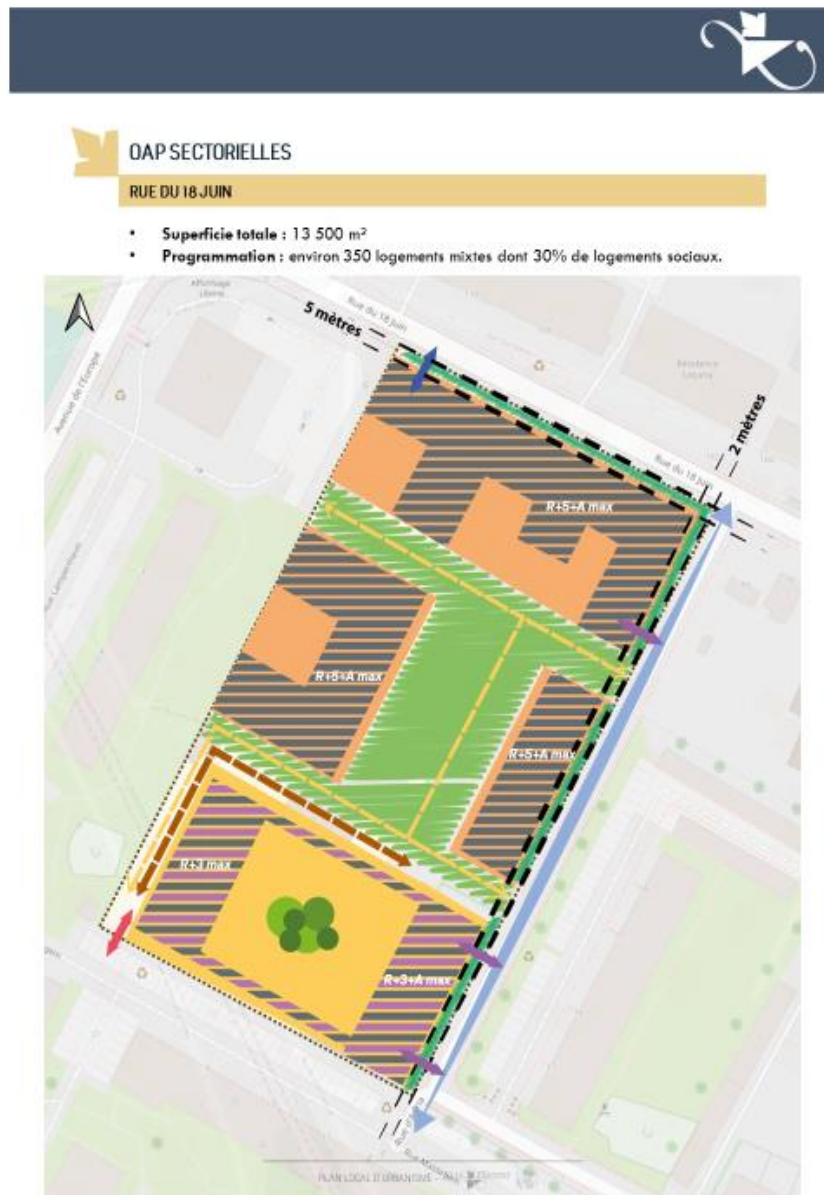 OAP SECTORIELLES
RUE DU 18 JUIN
• Superficie totale : 13 500 m²
• Programmation : environ 350 logements mixtes dont 30% de logements sociaux.
Rue du 18 Juin
5 mètres
Avenue de l'Europe
Résidence
2 mètres
Rue du 18 Juin
R+5+A max
R+5+A max
R+5+A max
R+3 max
R+3+A max
PLAN LOCAL D'URBANISME